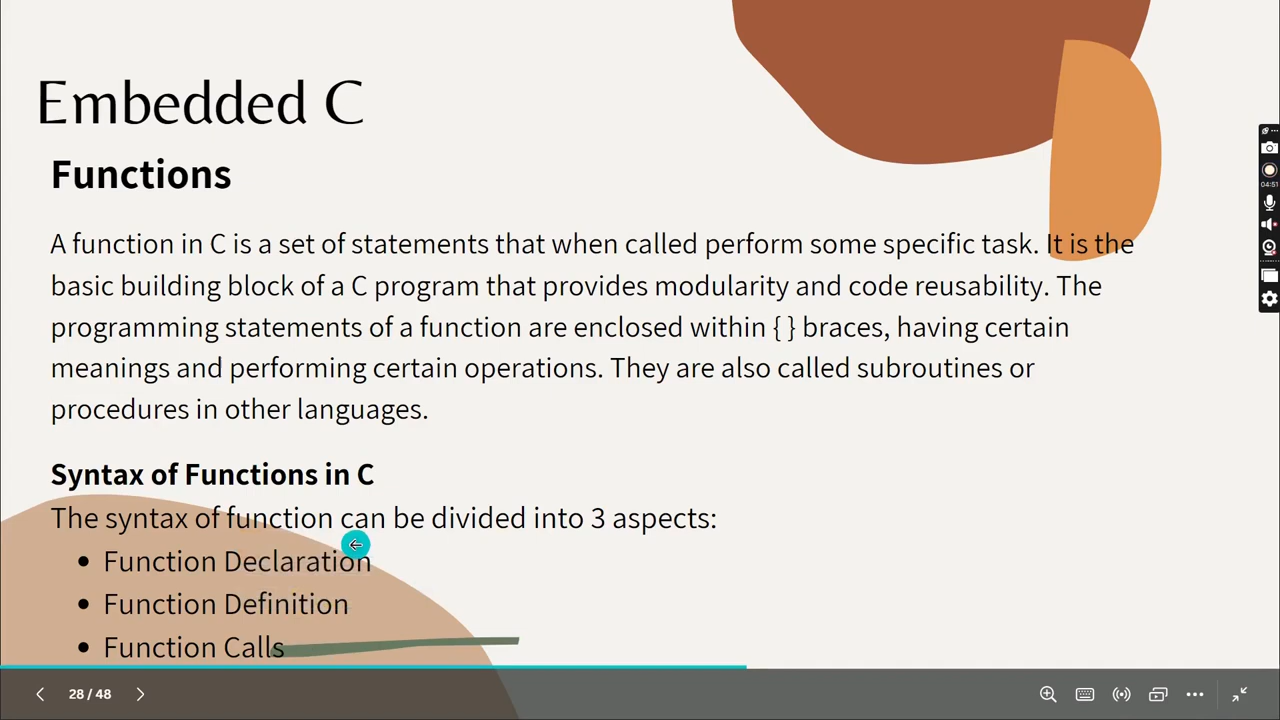 Embedded C
Functions
A function in C is a set of statements that when called perform some specific task. It is the
basic building block of a C program that provides modularity and code reusability. The
programming statements of a function are enclosed within { } braces, having certain
meanings and performing certain operations. They are also called subroutines or
procedures in other languages.
Syntax of Functions in C
The syntax of function can be divided into 3 aspects:
• Function Declaration
• Function Definition
• Function Calls
04:51
28 / 48